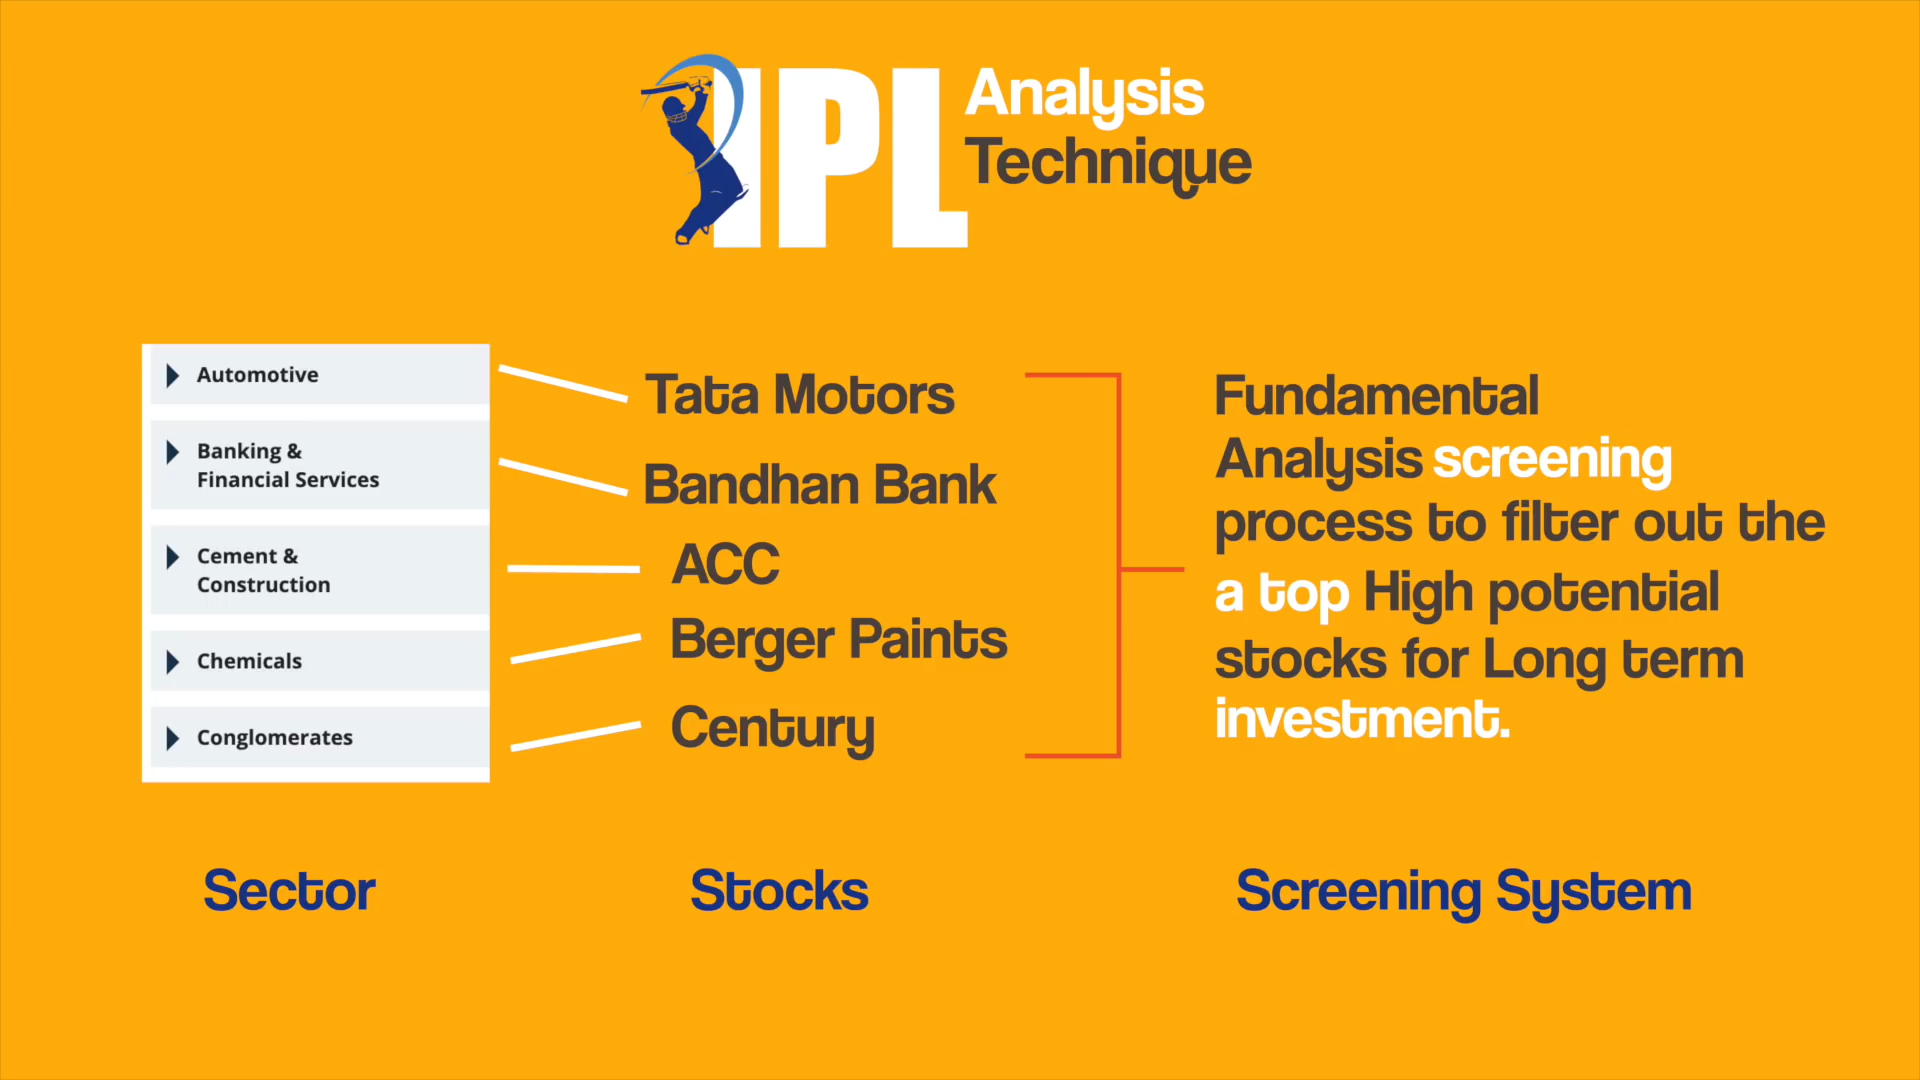 IPL
Analysis
Technique
Automotive
Banking &
Financial Services
Cement &
Construction
Chemicals
Conglomerates
Tata Motors
Bandhan Bank
ACC
Berger Paints
Century
Fundamental
Analysis screening
process to filter out the
a top High potential
stocks for Long term
investment.
Sector
Stocks
Screening System